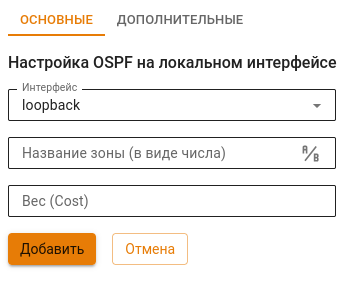 ОСНОВНЫЕ ДОПОЛНИТЕЛЬНЫЕ
Настройка OSPF на локальном интерфейсе
Интерфейс
loopback
Название зоны (в виде числа) A/B
Вес (Cost)
Добавить Отмена